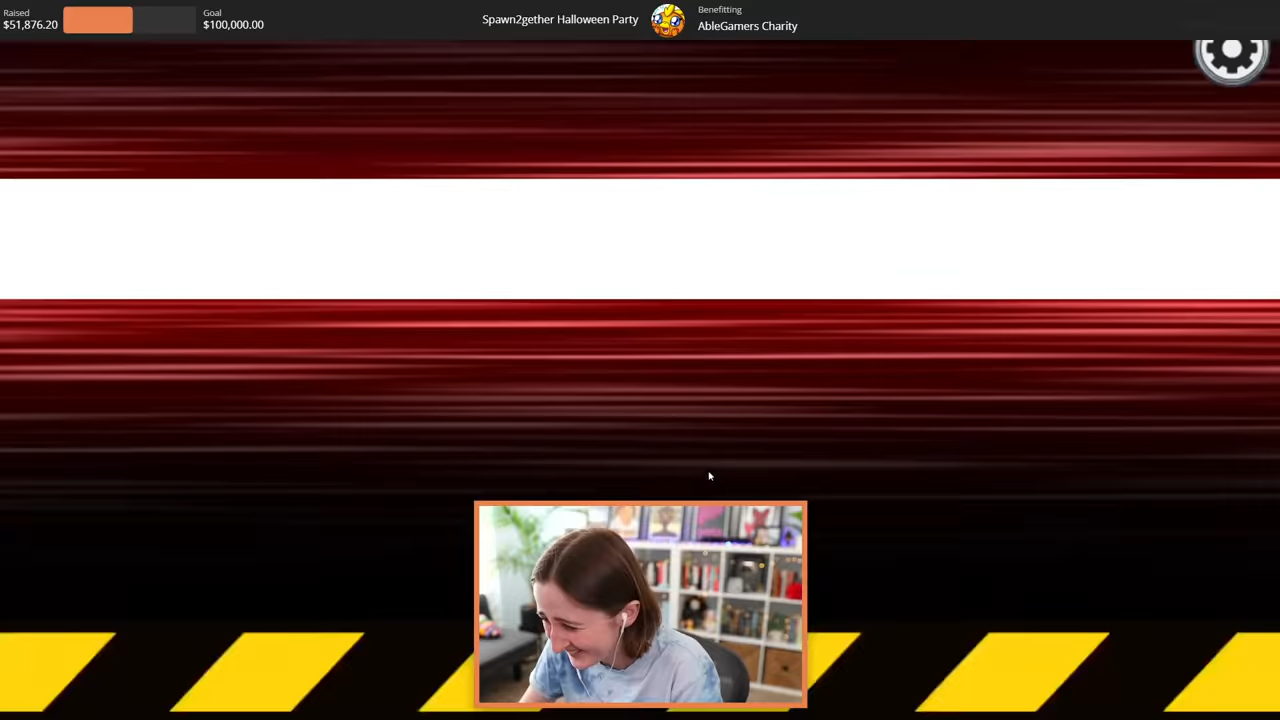 Raised
$51,876.20
Goal
$100,000.00
Spawn2gether Halloween Party
Benefitting
AbleGamers Charity